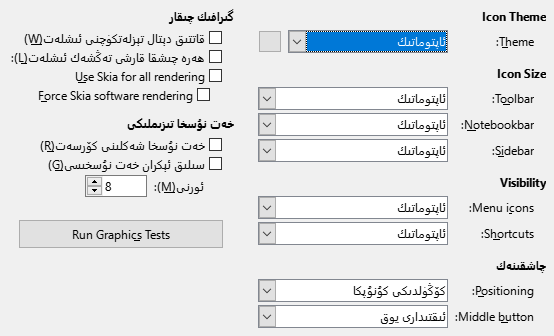 Icon Theme
Theme:
ئاپتوماتىك
Icon Size
Toolbar:
ئاپتوماتىك
Notebookbar:
ئاپتوماتىك
Sidebar:
ئاپتوماتىك
Visibility
Menu icons:
ئاپتوماتىك
Shortcuts:
ئاپتوماتىك
چاشقىنەك
Positioning:
كۆڭۈلدىكى كۇنۇپكا
Middle button:
ئىقتىدارى يوق
گىرافىك چىقار
قاتتىق دېتال تېزلەتكۈچنى ئىشلەت(W)
ھەرە چىشقا قارشى تەڭشەك ئىشلەت(L):
Use Skia for all rendering
Force Skia software rendering
خەت نۇسخا تىزىملىكى
خەت نۇسخا شەكلىنى كۆرسەت(R)
سىلىق ئېكران خەت نۇسخىسى(G)
ئورنى(M):
8
Run Graphics Tests